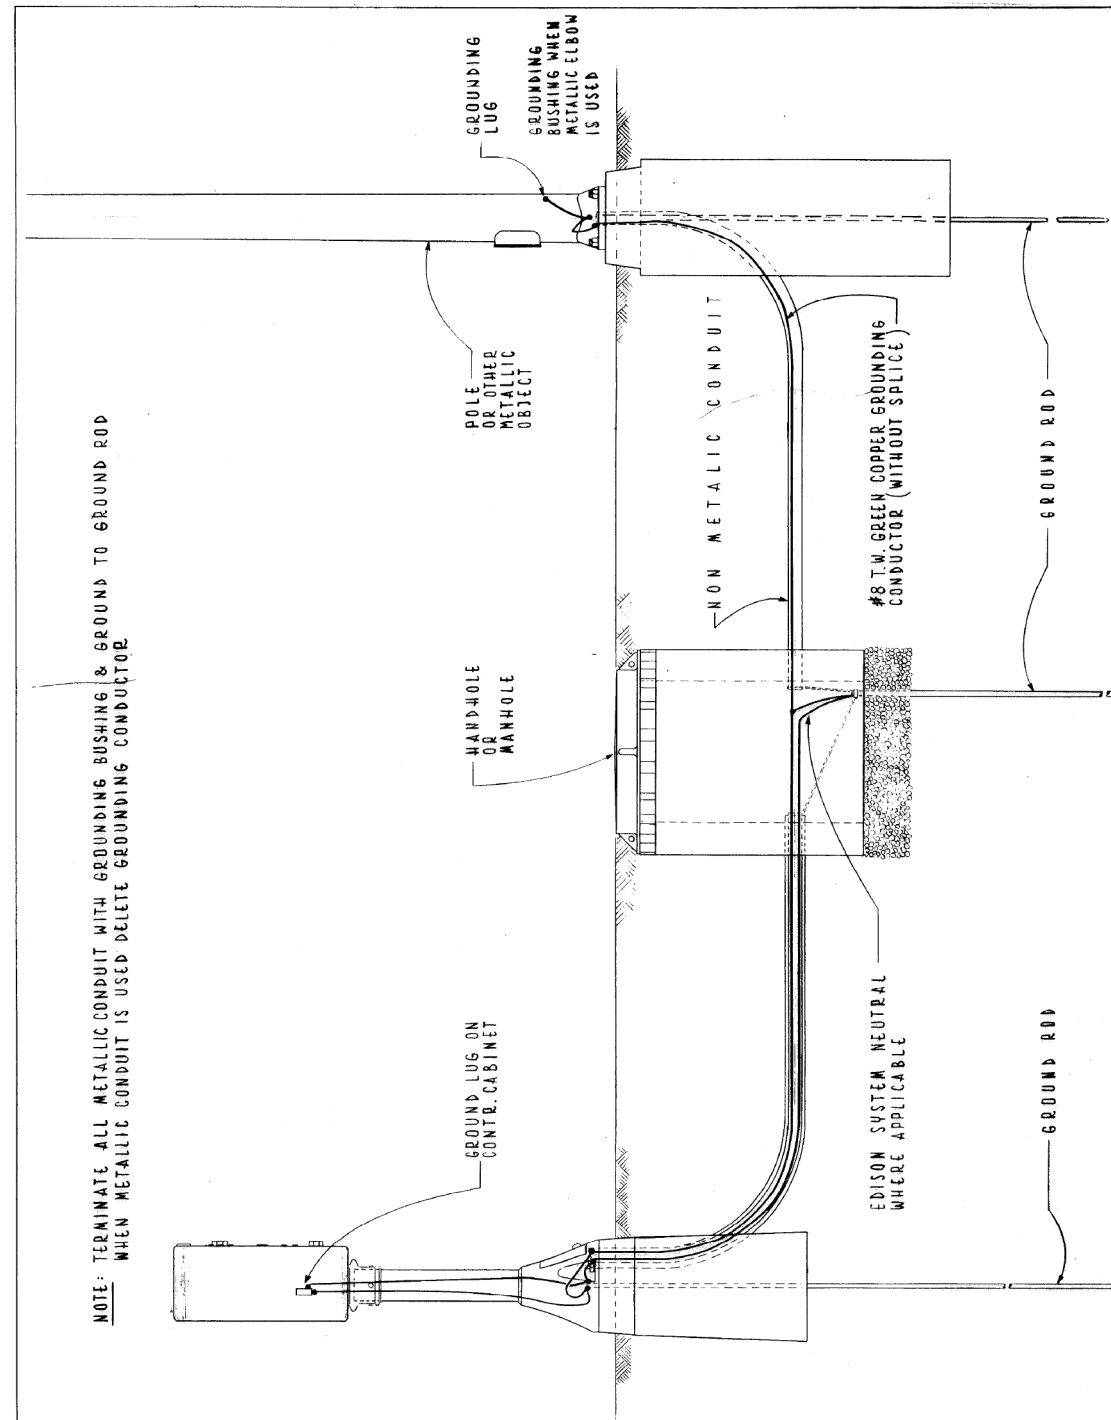 NOTE: TERMINATE ALL METALLIC CONDUIT WITH GROUNDING BUSHING & GROUND TO GROUND ROD
WHEN METALLIC CONDUIT IS USED DELETE GROUNDING CONDUCTOR
GROUND LUG ON
CONTR. CABINET
HANDHOLE
OR
MANHOLE
POLE
OR OTHER
METALLIC
OBJECT
GROUNDING
LUG
GROUNDING
BUSHING WHEN
METALLIC ELBOW
IS USED
NON METALIC CONDUIT
EDISON SYSTEM NEUTRAL
WHERE APPLICABLE
#8 T.W. GREEN COPPER GROUNDING
CONDUCTOR (WITHOUT SPLICE)
GROUND ROD
GROUND ROD